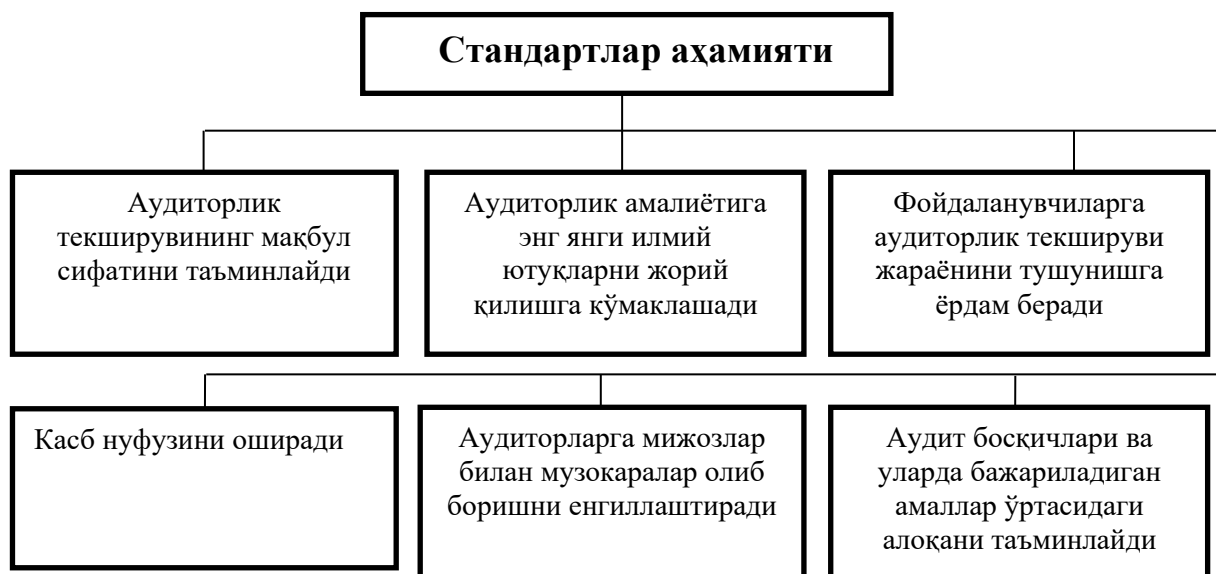 Стандартлар аҳамияти
Аудиторлик
текширувининг мақбул
сифатини таъминлайди
Аудиторлик амалиётига
энг янги илмий
ютуқларни жорий
қилишга кўмаклашади
Фойдаланувчиларга
аудиторлик текшируви
жараёнини тушунишга
ёрдам беради
Касб нуфузини оширади
Аудиторларга мижозлар
билан музокаралар олиб
боришни енгиллаштиради
Аудит босқичлари ва
уларда бажариладиган
амаллар ўртасидаги
алоқани таъминлайди